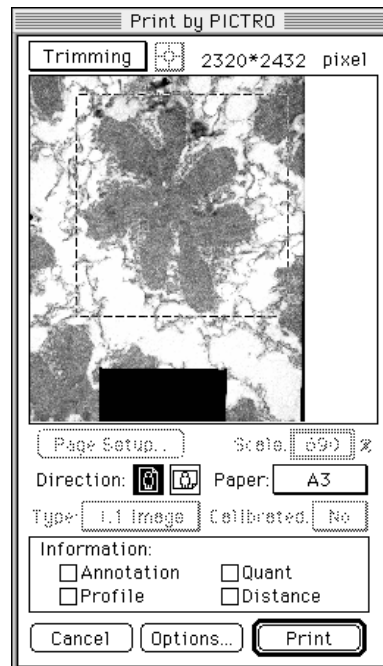 Print by PICTRO
Trimming 2320*2432 pixel
Page Setup.. Scale. 690 %
Direction: Paper: A3
Type 1.1 Image Calibrated. No
Information:
Annotation Quant
Profile Distance
Cancel Options... Print